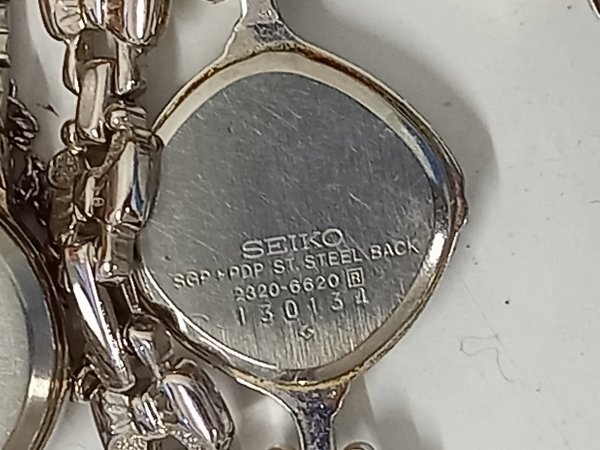 SEIKO
SGP+PDP ST.STEEL BACK
2320-6620 R
130134